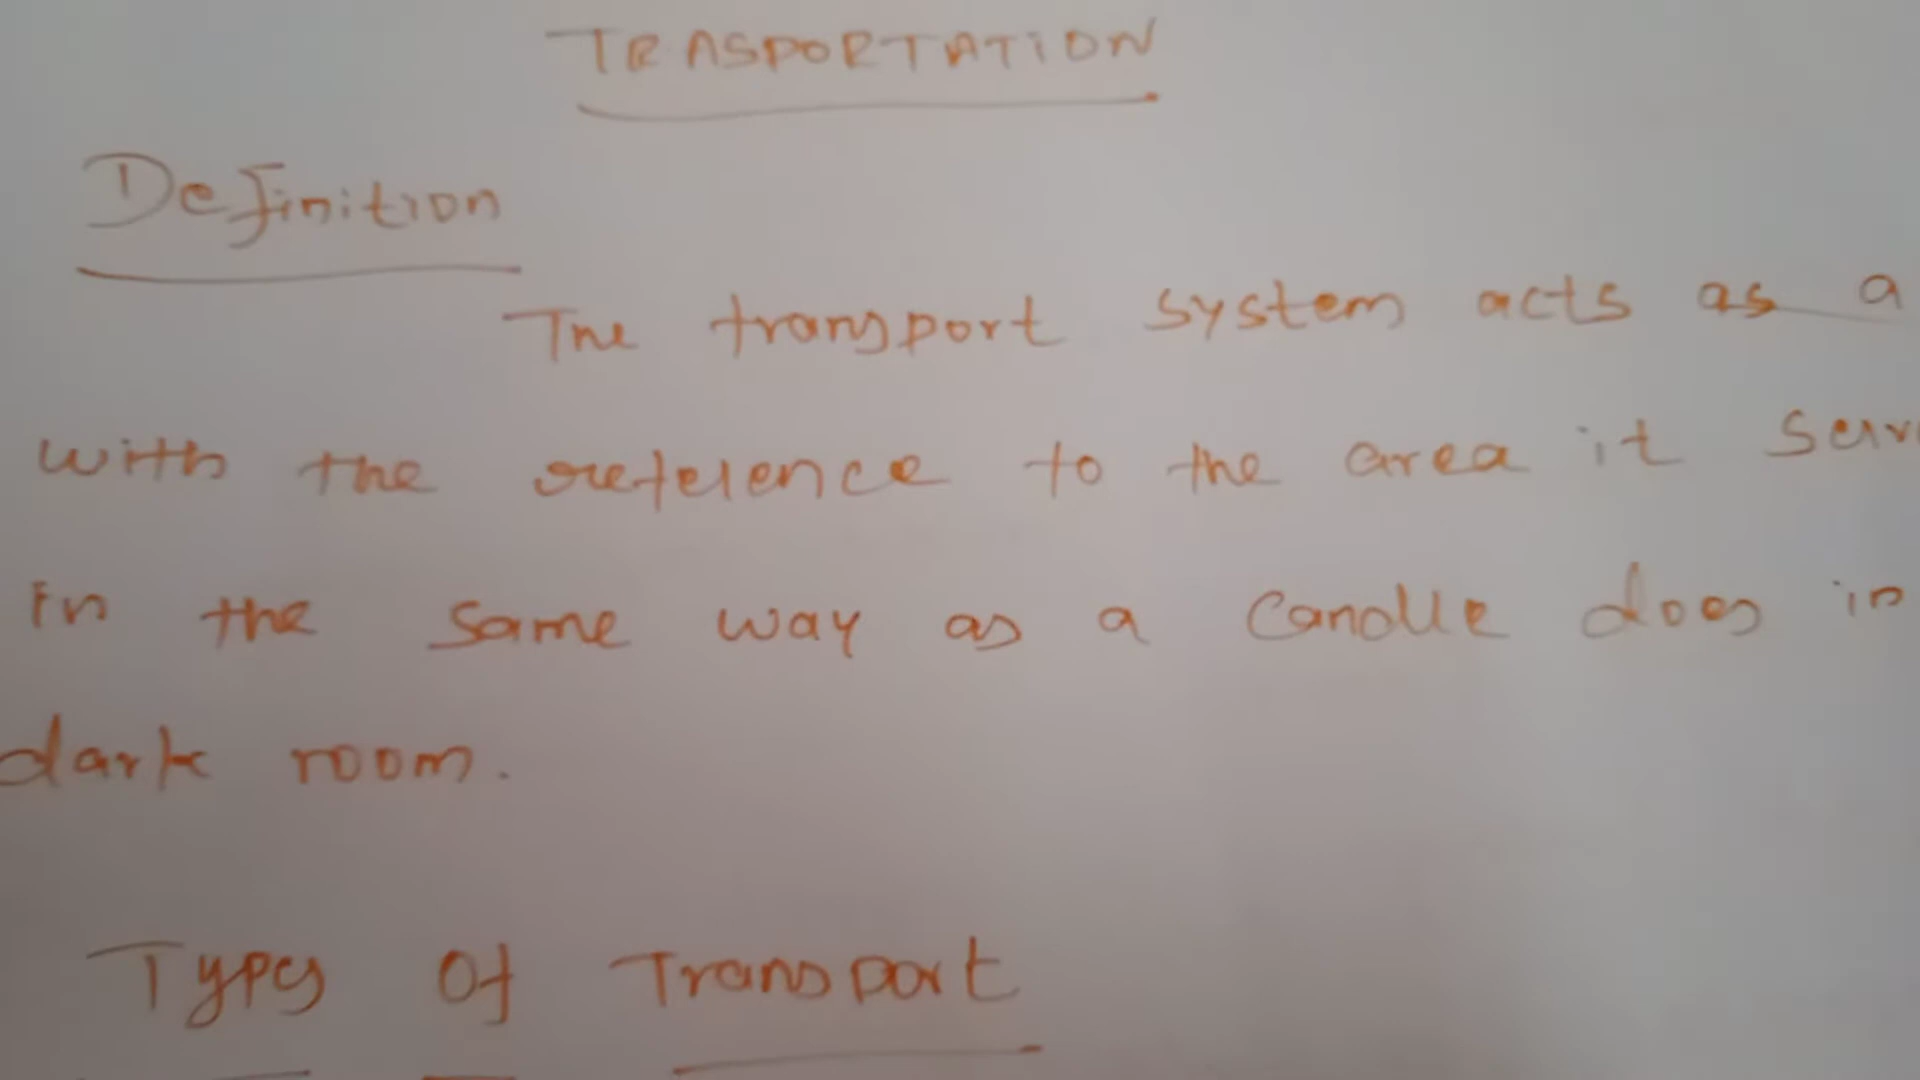 TRASPORTATION
Definition
The transport system acts as a
with the reference to the area it serv
in the same way as a candle does in
dark room.
Types Of Transport